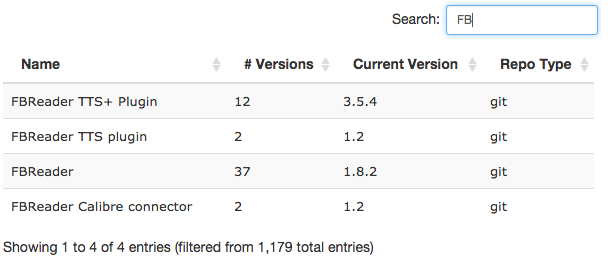 Search: FB
Name # Versions Current Version Repo Type
FBReader TTS+ Plugin 12 3.5.4 git
FBReader TTS plugin 2 1.2 git
FBReader 37 1.8.2 git
FBReader Calibre connector 2 1.2 git
Showing 1 to 4 of 4 entries (filtered from 1,179 total entries)